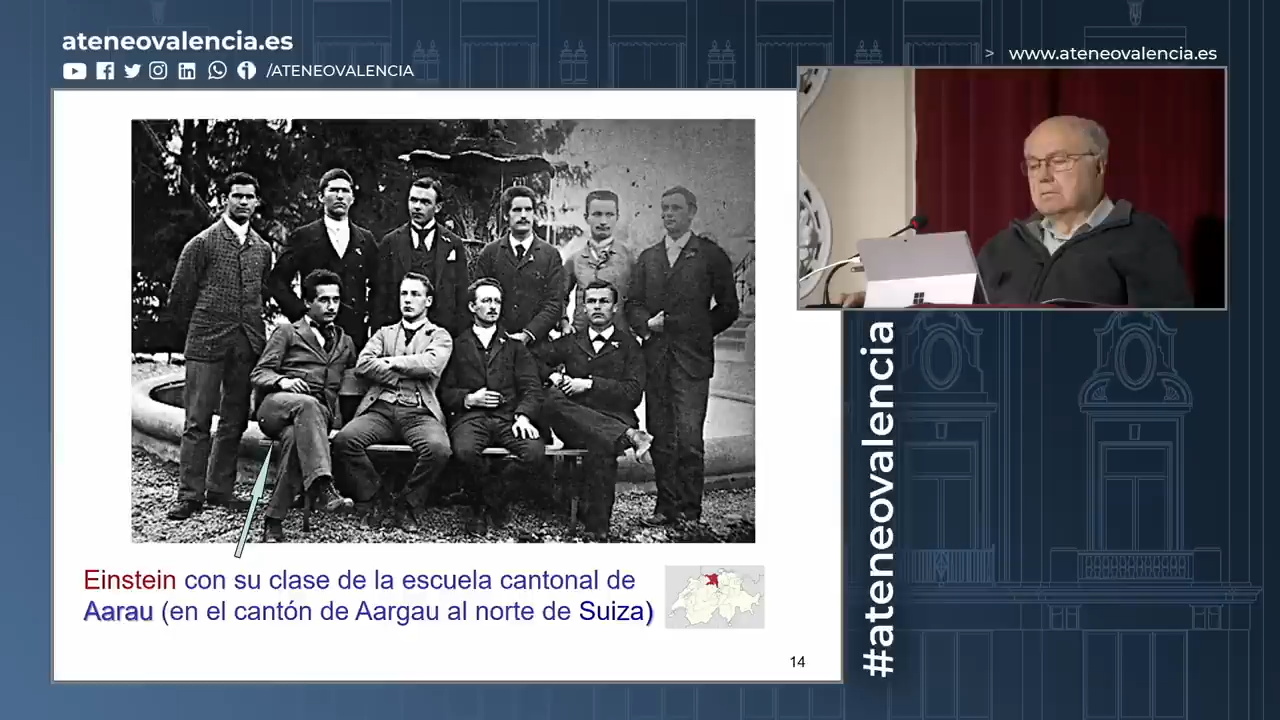 ateneovalencia.es
/ATENEOVALENCIA
> www.ateneovalencia.es
Einstein con su clase de la escuela cantonal de
Aarau (en el cantón de Aargau al norte de Suiza)
14
#ateneovalencia